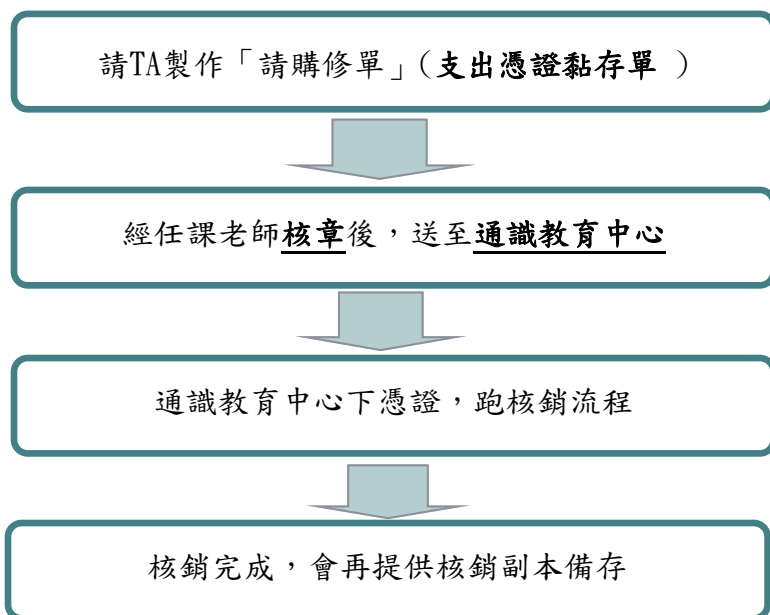 請TA製作「請購修單」(支出憑證黏存單 )
經任課老師核章後，送至通識教育中心
通識教育中心下憑證，跑核銷流程
核銷完成，會再提供核銷副本備存